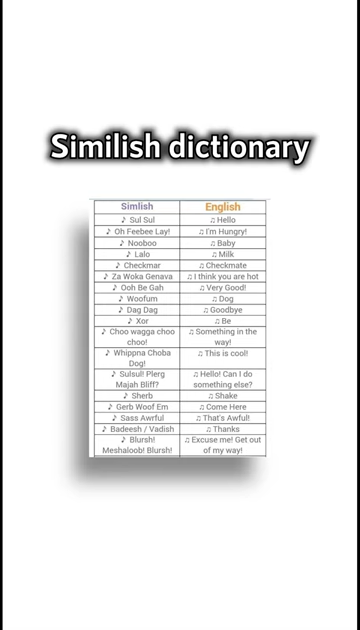 Similish dictionary
Simlish English
♪ Sul Sul ♫ Hello
♪ Oh Feebee Lay! ♫ I'm Hungry!
♪ Nooboo ♫ Baby
♪ Lalo ♫ Milk
♪ Checkmar ♫ Checkmate
♪ Za Woka Genava ♫ I think you are hot
♪ Ooh Be Gah ♫ Very Good!
♪ Woofum ♫ Dog
♪ Dag Dag ♫ Goodbye
♪ Xor ♫ Be
♪ Choo wagga choo
choo!
♫ Something in the
way!
♪ Whippna Choba
Dog!
♫ This is cool!
♪ Sulsul! Plerg
Majah Bliff?
♫ Hello! Can I do
something else?
♪ Sherb ♫ Shake
♪ Gerb Woof Em ♫ Come Here
♪ Sass Awrful ♫ That's Awful!
♪ Badeesh / Vadish ♫ Thanks
♪ Blursh!
Meshaloob! Blursh!
♫ Excuse me! Get out
of my way!